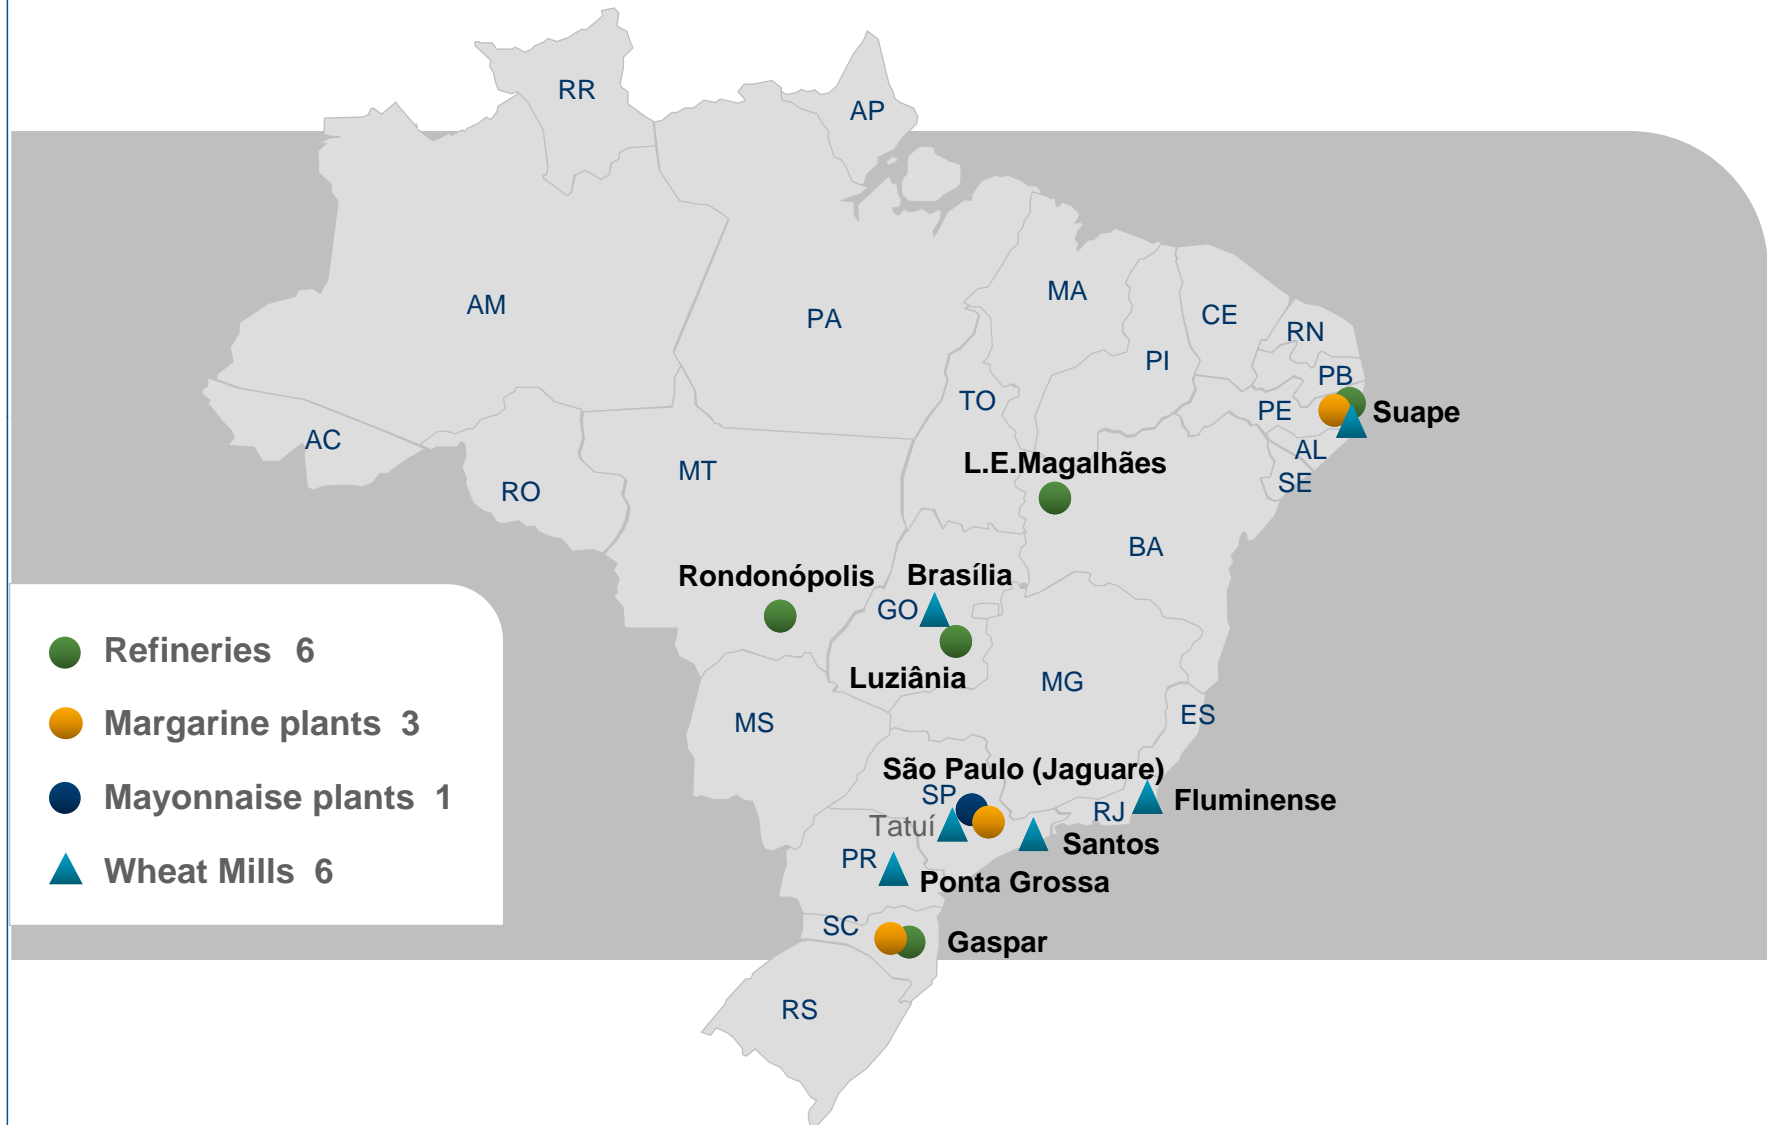 RR
AP
AM
PA
MA
CE
RN
PI
PB
TO
PE
Suape
AC
AL
MT
L.E.Magalhães
SE
RO
BA
Rondonópolis
Brasília
GO
Luziânia
MG
MS
ES
São Paulo (Jaguare)
SP
RJ
Fluminense
Tatuí
Santos
PR
Ponta Grossa
SC
Gaspar
RS
Refineries 6
Margarine plants 3
Mayonnaise plants 1
Wheat Mills 6